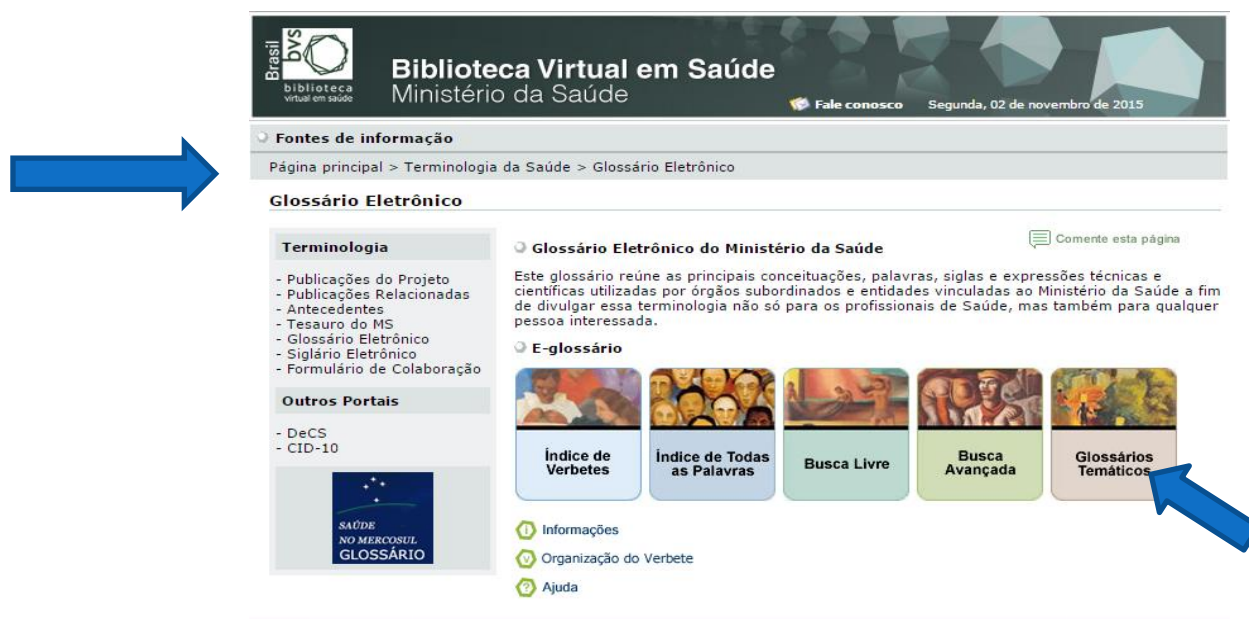 Brasil
bvs
biblioteca
virtual em saúde
Biblioteca Virtual em Saúde
Ministério da Saúde
Fale conosco
Segunda, 02 de novembro de 2015
Fontes de informação
Página principal > Terminologia da Saúde > Glossário Eletrônico
Glossário Eletrônico
Terminologia
- Publicações do Projeto
- Publicações Relacionadas
- Antecedentes
- Tesauro do MS
- Glossário Eletrônico
- Siglário Eletrônico
- Formulário de Colaboração
Outros Portais
- DeCS
- CID-10
SAÚDE
NO MERCOSUL
GLOSSÁRIO
Glossário Eletrônico do Ministério da Saúde
Comente esta página
Este glossário reúne as principais conceituações, palavras, siglas e expressões técnicas e
científicas utilizadas por órgãos subordinados e entidades vinculadas ao Ministério da Saúde a fim
de divulgar essa terminologia não só para os profissionais de Saúde, mas também para qualquer
pessoa interessada.
E-glossário
Índice de
Verbetes
Índice de Todas
as Palavras
Busca Livre
Busca
Avançada
Glossários
Temáticos
Informações
Organização do Verbete
Ajuda